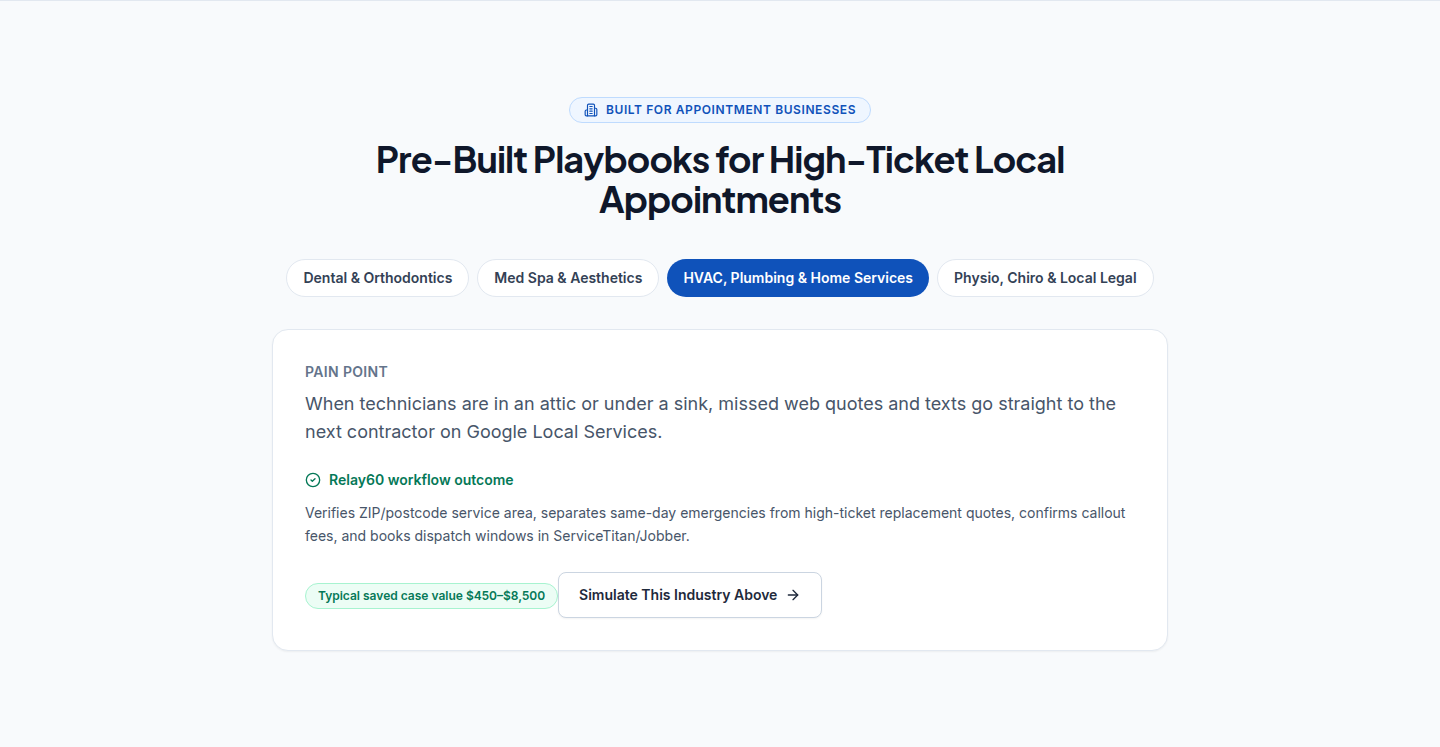 BUILT FOR APPOINTMENT BUSINESSES
Pre-Built Playbooks for High-Ticket Local
Appointments
Dental & Orthodontics
Med Spa & Aesthetics
HVAC, Plumbing & Home Services
Physio, Chiro & Local Legal
PAIN POINT
When technicians are in an attic or under a sink, missed web quotes and texts go straight to the
next contractor on Google Local Services.
Relay60 workflow outcome
Verifies ZIP/postcode service area, separates same-day emergencies from high-ticket replacement quotes, confirms callout
fees, and books dispatch windows in ServiceTitan/Jobber.
Typical saved case value $450–$8,500
Simulate This Industry Above